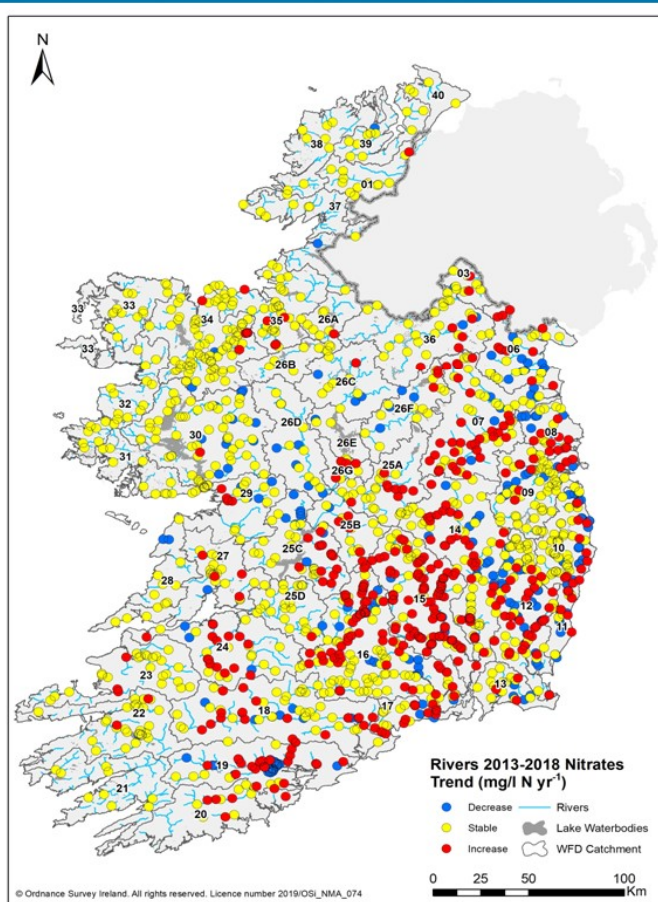 N
40
38
39
01
37
03
33
33
34
35
26A
36
06
33
26B
26C
32
26D
26F
07
08
30
26E
31
26G
25A
09
29
14
25B
10
27
25C
28
15
25D
12
11
24
16
23
13
17
22
18
19
21
20
Rivers 2013-2018 Nitrates
Trend (mg/l N yr-1)
Decrease Rivers
Stable Lake Waterbodies
Increase WFD Catchment
0 25 50 100
Km
© Ordnance Survey Ireland. All rights reserved. Licence number 2019/OSi_NMA_074